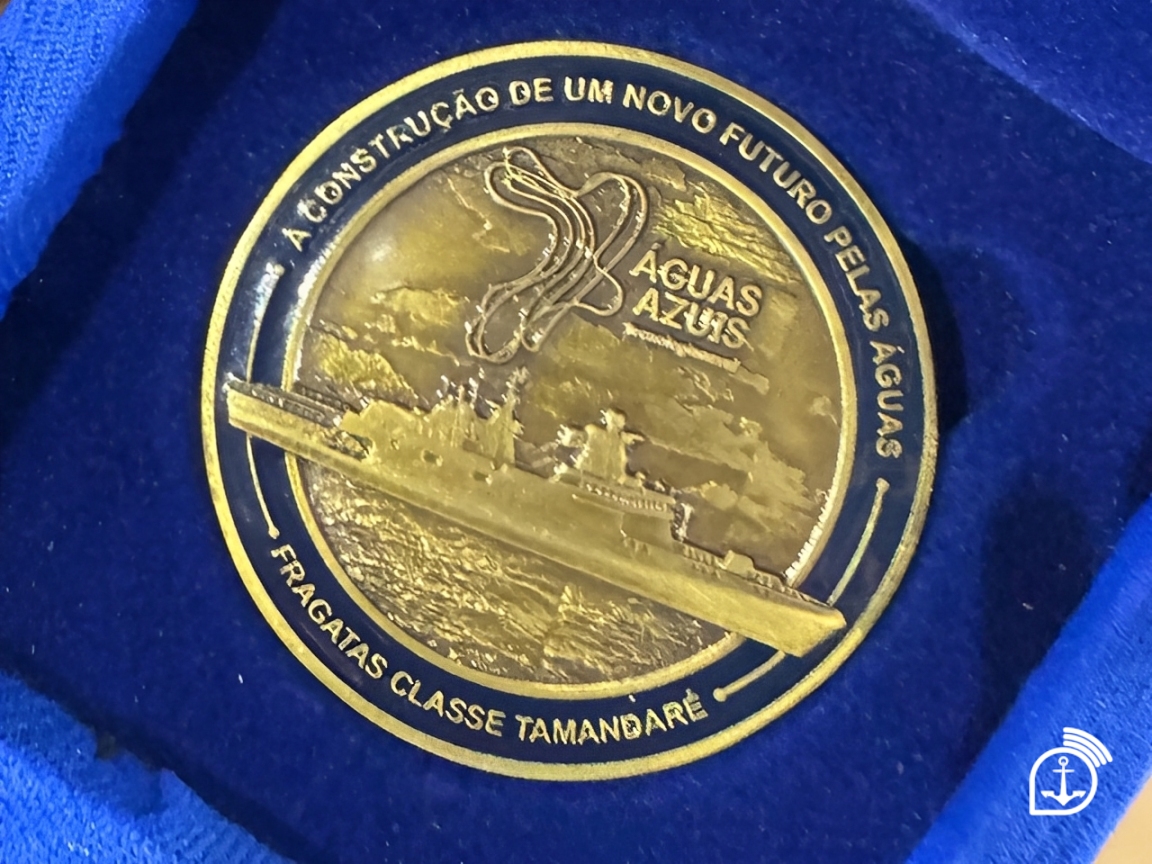 A CONSTRUÇÃO DE UM NOVO FUTURO PELAS ÁGUAS
ÁGUAS
AZUIS
FRAGATAS CLASSE TAMANDARÉ